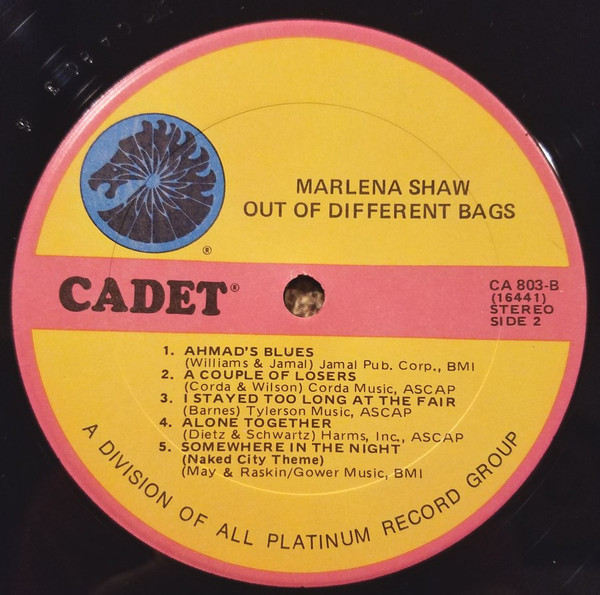 MARLENA SHAW
OUT OF DIFFERENT BAGS
®
CADET®
CA 803-B
(16441)
STEREO
SIDE 2
1. AHMAD'S BLUES
(Williams & Jamal) Jamal Pub. Corp., BMI
2. A COUPLE OF LOSERS
(Corda & Wilson) Corda Music, ASCAP
3. I STAYED TOO LONG AT THE FAIR
(Barnes) Tylerson Music, ASCAP
4. ALONE TOGETHER
(Dietz & Schwartz) Harms, Inc., ASCAP
5. SOMEWHERE IN THE NIGHT
(Naked City Theme)
(May & Raskin/Gower Music, BMI
A DIVISION OF ALL PLATINUM RECORD GROUP